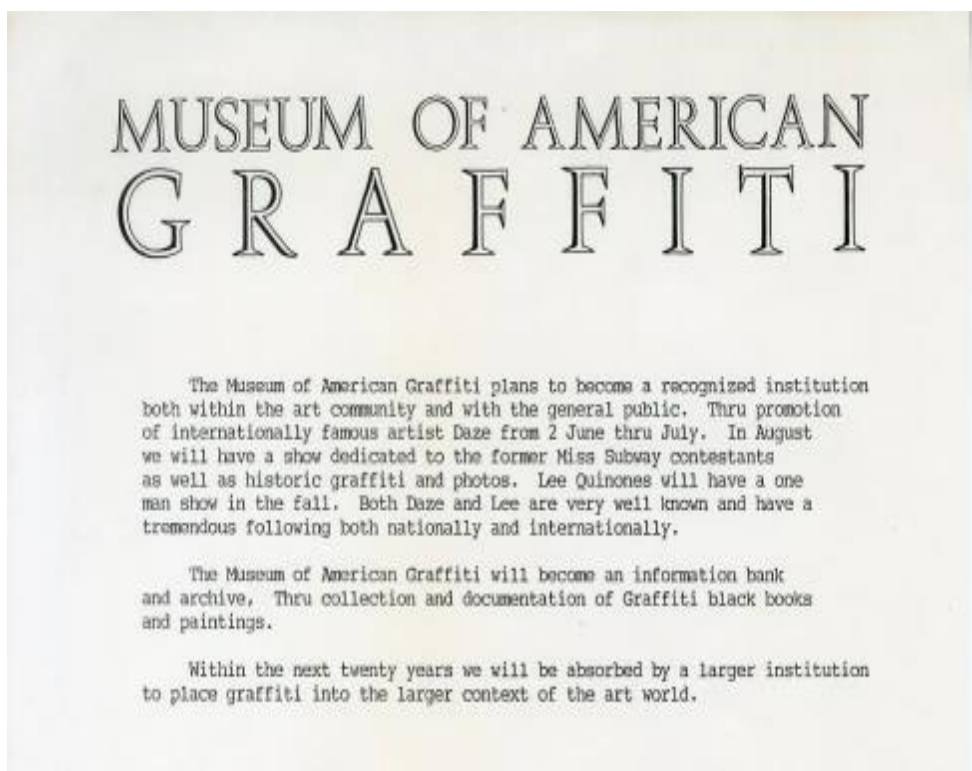 MUSEUM OF AMERICAN
GRAFFITI
The Museum of American Graffiti plans to become a recognized institution
both within the art community and with the general public. Thru promotion
of internationally famous artist Daze from 2 June thru July. In August
we will have a show dedicated to the former Miss Subway contestants
as well as historic graffiti and photos. Lee Quinones will have a one
man show in the fall. Both Daze and Lee are very well known and have a
tremendous following both nationally and internationally.
The Museum of American Graffiti will become an information bank
and archive, Thru collection and documentation of Graffiti black books
and paintings.
Within the next twenty years we will be absorbed by a larger institution
to place graffiti into the larger context of the art world.